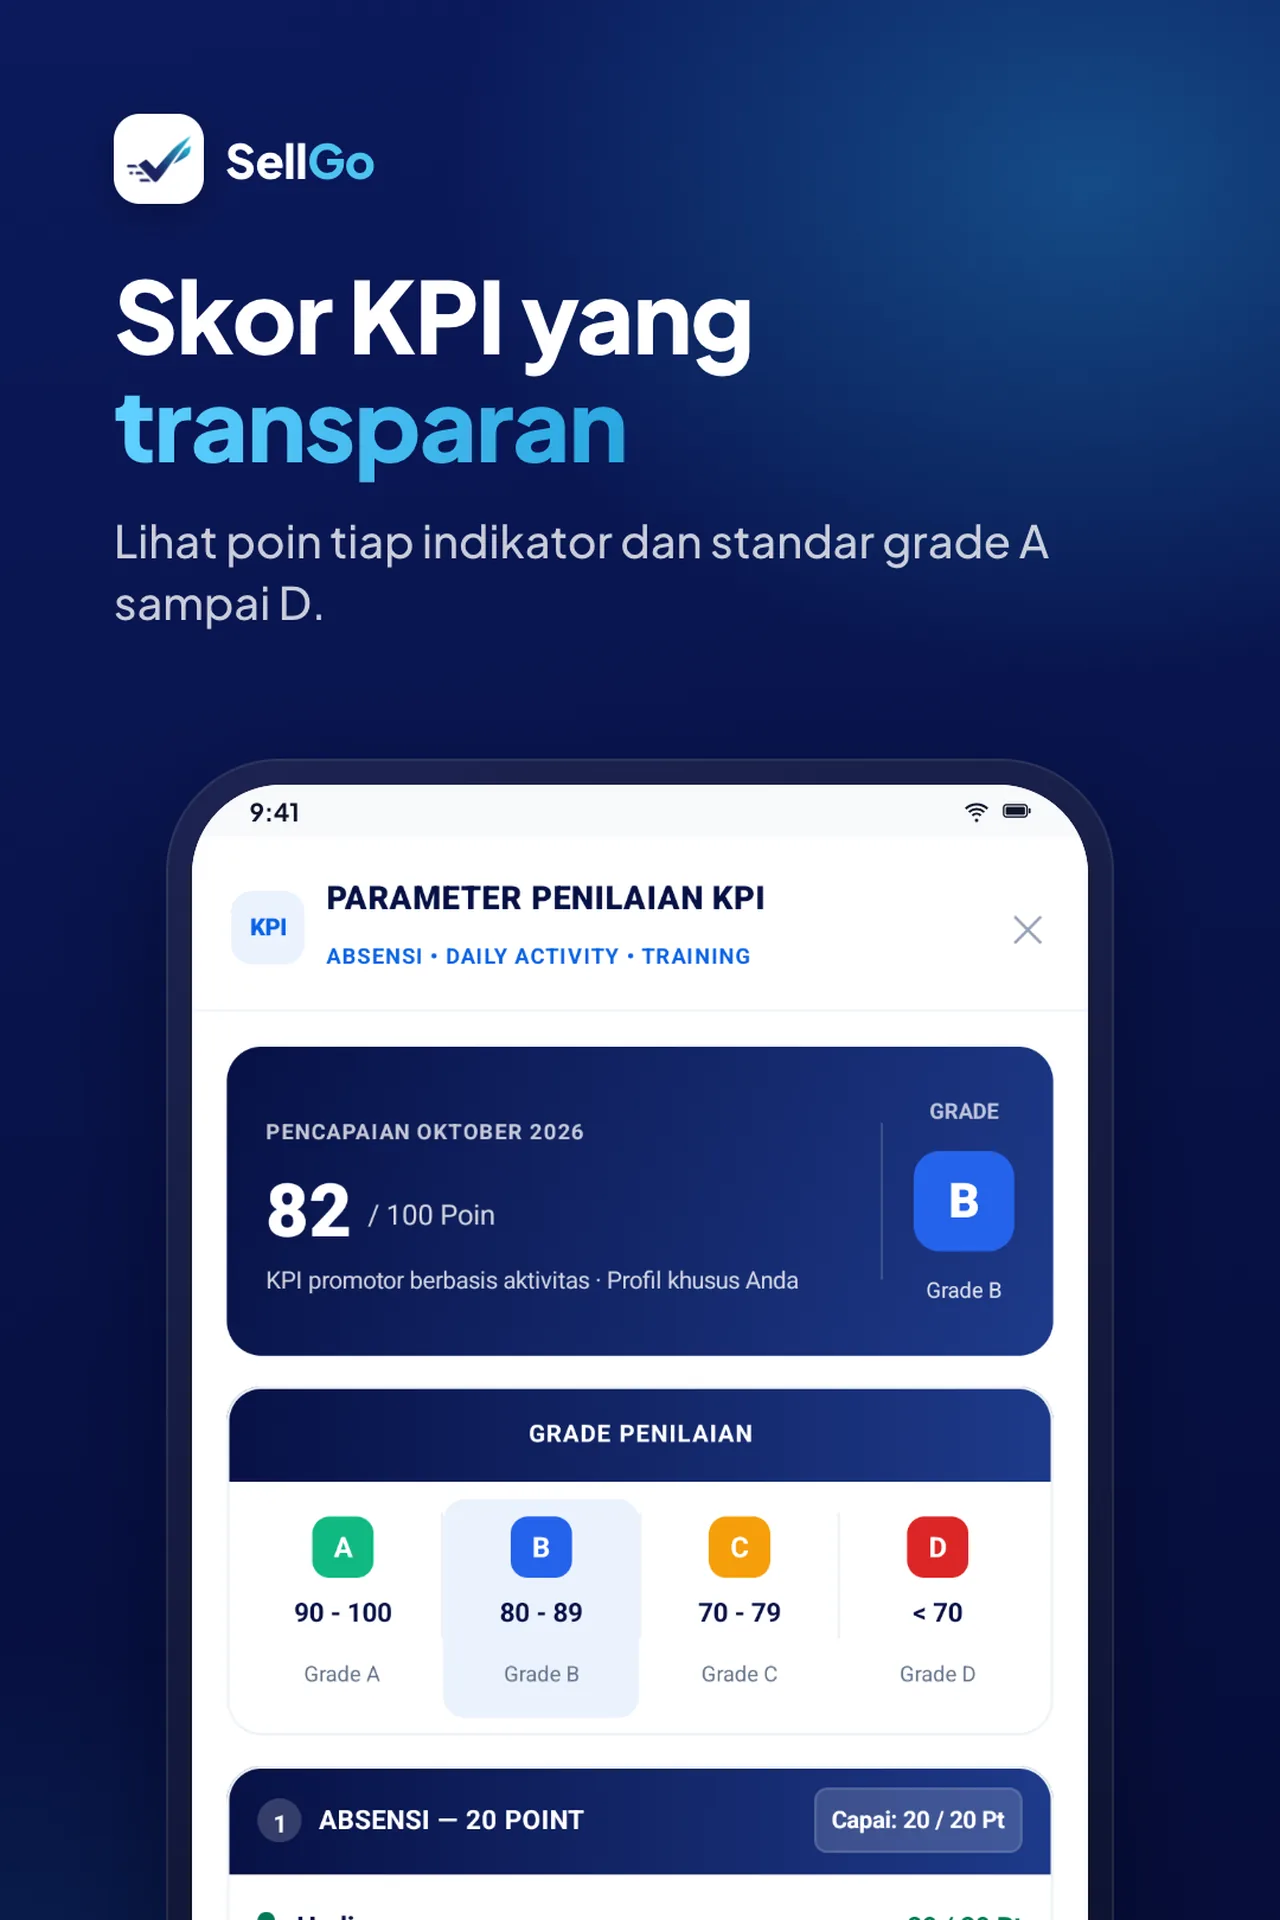 SellGo
Skor KPI yang
transparan
Lihat poin tiap indikator dan standar grade A
sampai D.
9:41
KPI
PARAMETER PENILAIAN KPI
ABSENSI • DAILY ACTIVITY • TRAINING
PENCAPAIAN OKTOBER 2026
82 / 100 Poin
KPI promotor berbasis aktivitas · Profil khusus Anda
GRADE
B
Grade B
GRADE PENILAIAN
A B C D
90 - 100 80 - 89 70 - 79 < 70
Grade A Grade B Grade C Grade D
1 ABSENSI — 20 POINT Capai: 20 / 20 Pt